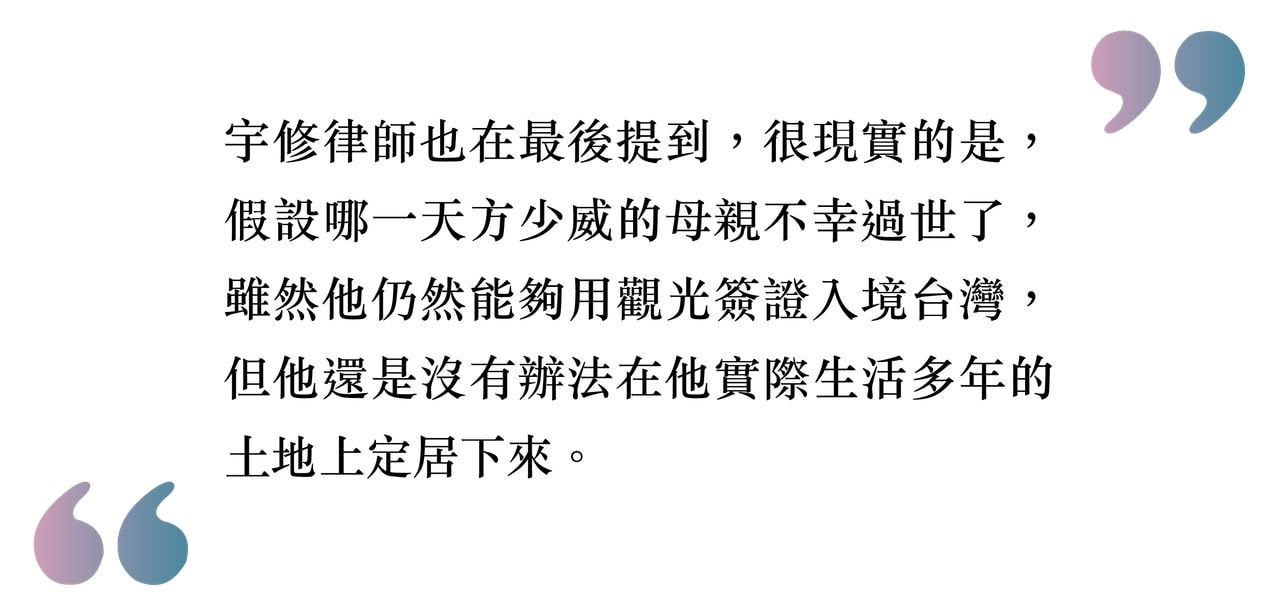 宇修律師也在最後提到，很現實的是，
假設哪一天方少威的母親不幸過世了，
雖然他仍然能夠用觀光簽證入境台灣，
但他還是沒有辦法在他實際生活多年的
土地上定居下來。